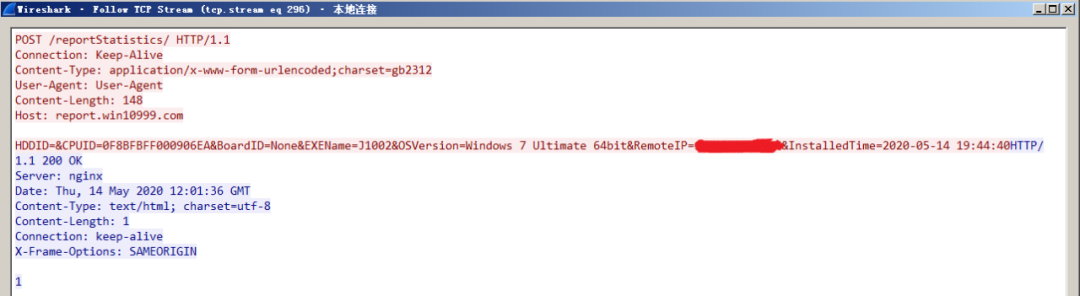 Wireshark · Follow TCP Stream (tcp.stream eq 296) · 本地连接
POST /reportStatistics/ HTTP/1.1
Connection: Keep-Alive
Content-Type: application/x-www-form-urlencoded;charset=gb2312
User-Agent: User-Agent
Content-Length: 148
Host: report.win10999.com
HDDID=&CPUID=0F8BFBFF000906EA&BoardID=None&EXEName=J1002&OSVersion=Windows 7 Ultimate 64bit&RemoteIP=&InstalledTime=2020-05-14 19:44:40HTTP/
1.1 200 OK
Server: nginx
Date: Thu, 14 May 2020 12:01:36 GMT
Content-Type: text/html; charset=utf-8
Content-Length: 1
Connection: keep-alive
X-Frame-Options: SAMEORIGIN
1